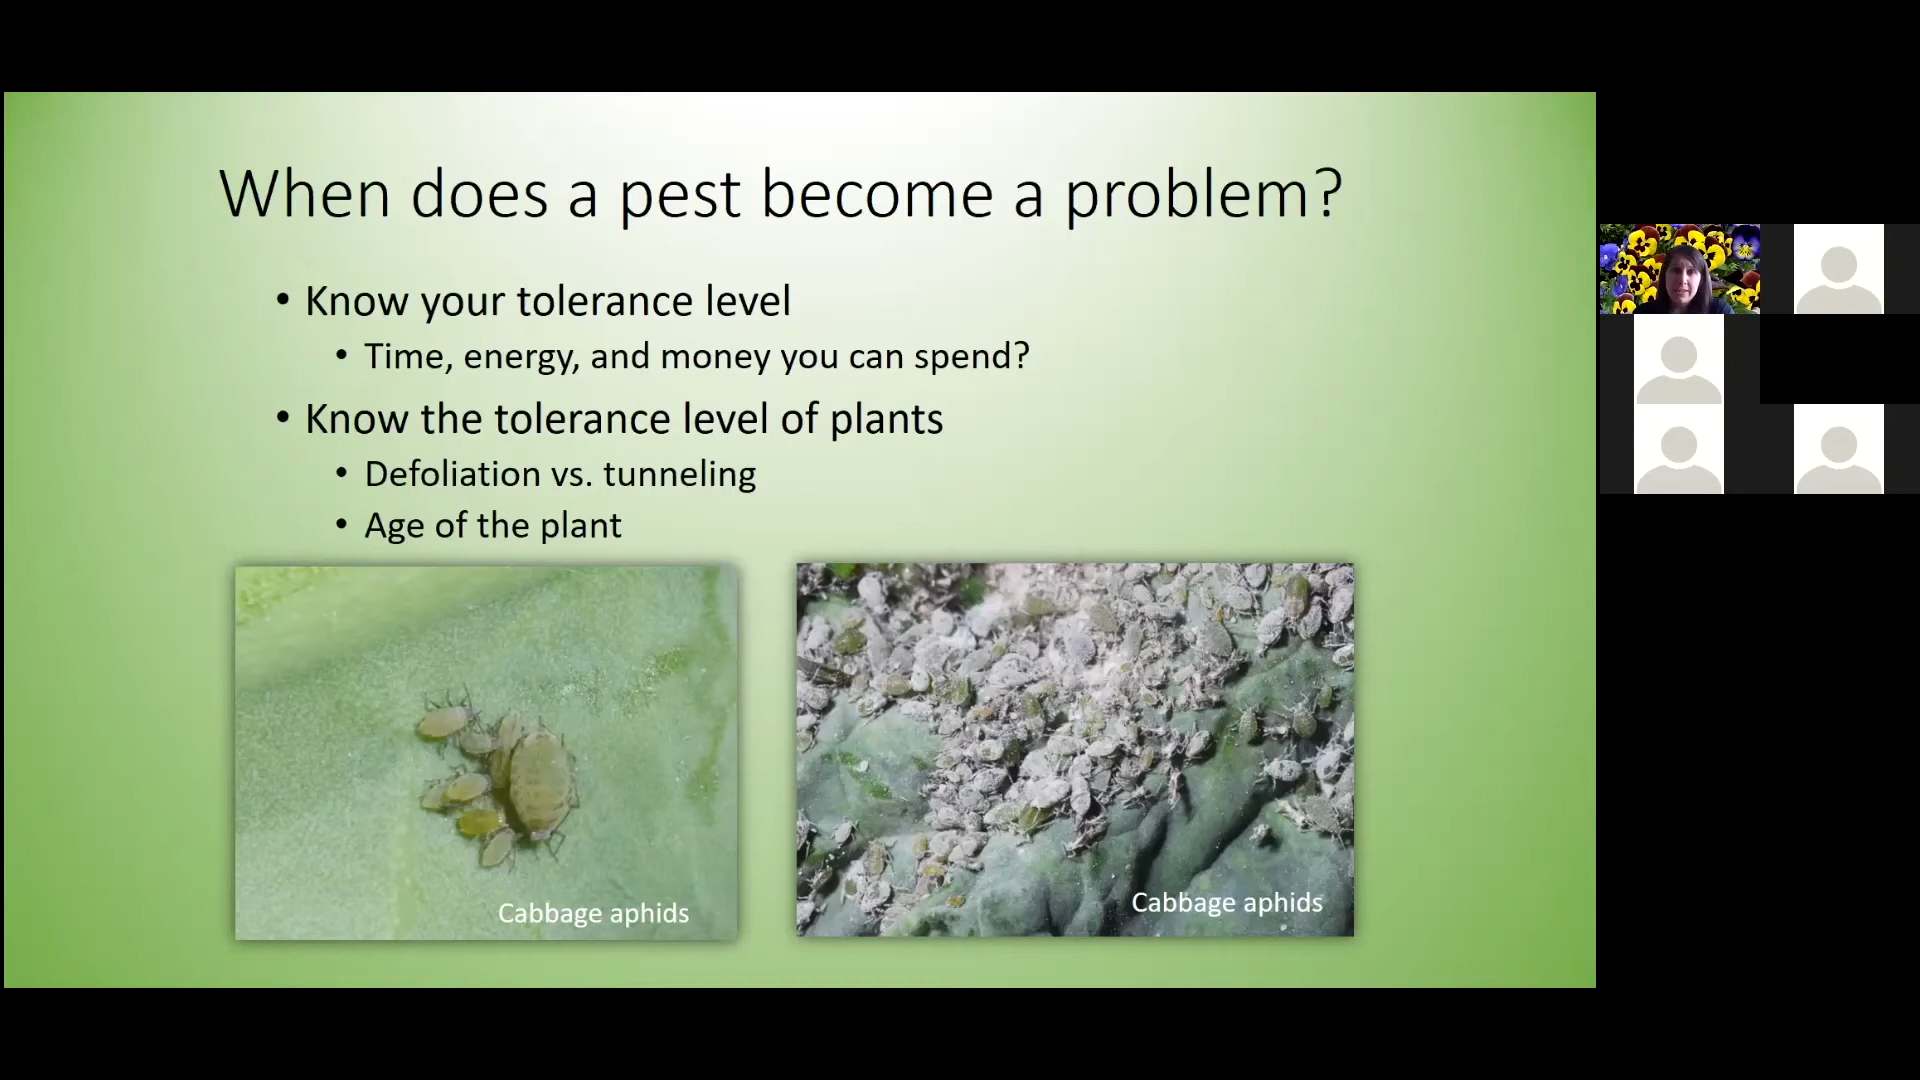 When does a pest become a problem?
• Know your tolerance level
• Time, energy, and money you can spend?
• Know the tolerance level of plants
• Defoliation vs. tunneling
• Age of the plant
Cabbage aphids
Cabbage aphids